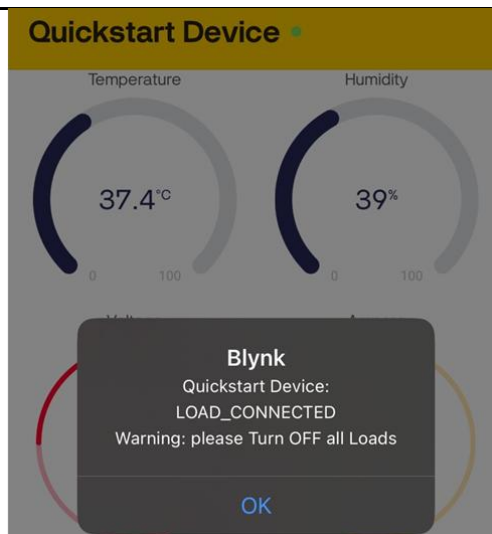 Quickstart Device
Temperature Humidity
37.4°C 39%
0 100 0 100
Blynk
Quickstart Device:
LOAD_CONNECTED
Warning: please Turn OFF all Loads
OK